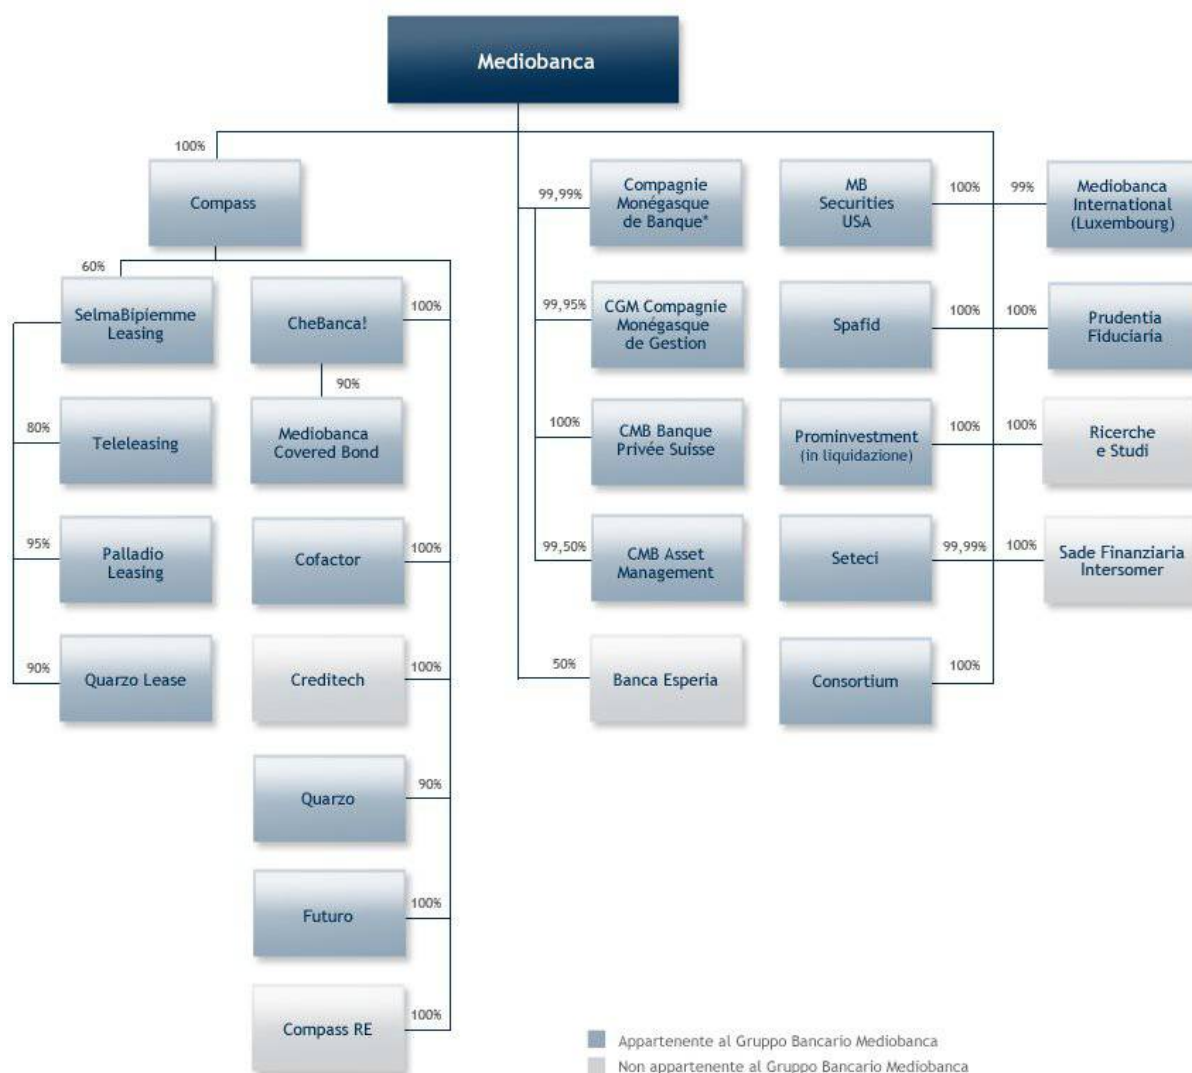 Mediobanca
100%
Compass
60%
SelmaBipiemme
Leasing
CheBanca!
100%
90%
80%
Teleleasing
Mediobanca
Covered Bond
95%
Palladio
Leasing
Cofactor
100%
90%
Quarzo Lease
Creditech
100%
Quarzo
90%
Futuro
100%
Compass RE
100%
99,99%
Compagnie
Monégasque
de Banque*
99,95%
CGM Compagnie
Monégasque
de Gestion
100%
CMB Banque
Privée Suisse
99,50%
CMB Asset
Management
50%
Banca Esperia
MB
Securities
USA
100%
99%
Mediobanca
International
(Luxembourg)
Spafid
100%
100%
Prudentia
Fiduciaria
Prominvestment
(in liquidazione)
100%
100%
Ricerche
e Studi
Seteci
99,99%
100%
Sade Finanziaria
Intersomer
Consortium
100%
Appartenente al Gruppo Bancario Mediobanca
Non appartenente al Gruppo Bancario Mediobanca